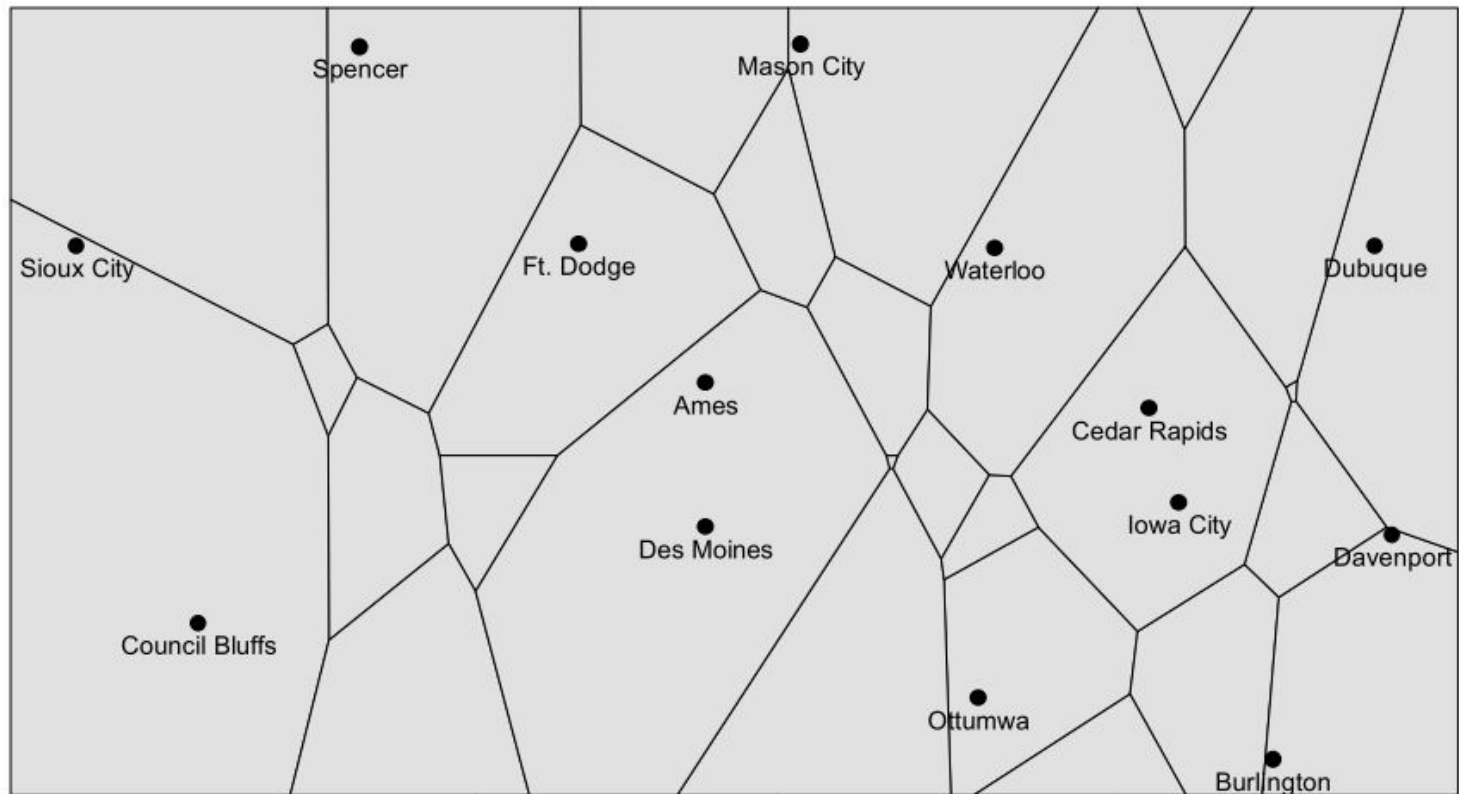 Mason City
Spencer
Ft. Dodge
Sioux City
Waterloo
Dubuque
Ames
Cedar Rapids
Iowa City
Des Moines
Davenport
Council Bluffs
Ottumwa
Burlington